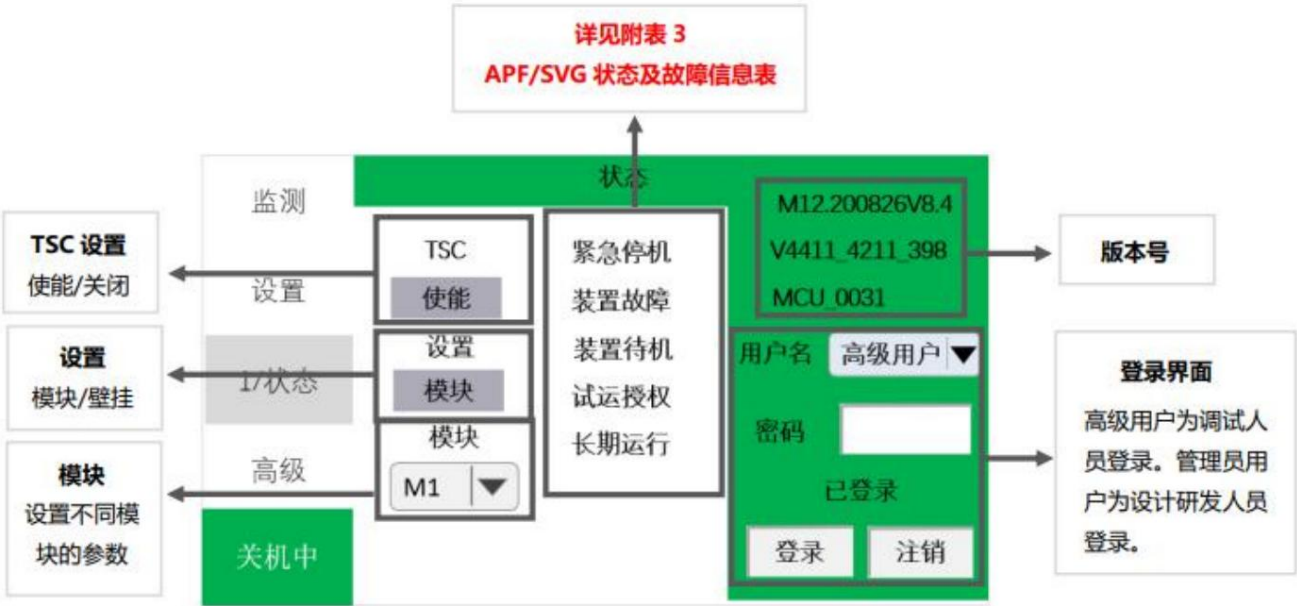 详见附表 3
APF/SVG 状态及故障信息表
状态
监测
设置
1/状态
高级
关机中
TSC 设置
使能/关闭
设置
模块/壁挂
模块
设置不同模
块的参数
TSC
使能
设置
模块
模块
M1
紧急停机
装置故障
装置待机
试运授权
长期运行
M12.200826V8.4
V4411_4211_398
MCU_0031
用户名 高级用户
密码
已登录
登录 注销
版本号
登录界面
高级用户为调试人
员登录。管理员用
户为设计研发人员
登录。